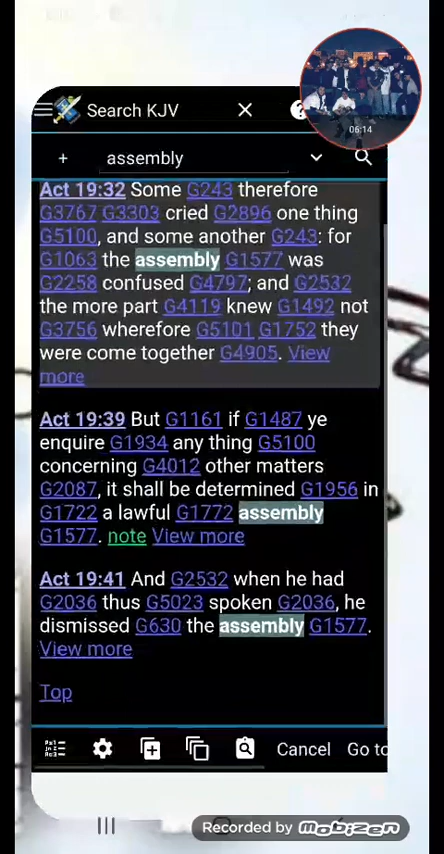 Search KJV
06:14
+ assembly
Act 19:32 Some G243 therefore
G3767 G3303 cried G2896 one thing
G5100, and some another G243: for
G1063 the assembly G1577 was
G2258 confused G4797; and G2532
the more part G4119 knew G1492 not
G3756 wherefore G5101 G1752 they
were come together G4905. View
more
Act 19:39 But G1161 if G1487 ye
enquire G1934 any thing G5100
concerning G4012 other matters
G2087, it shall be determined G1956 in
G1722 a lawful G1772 assembly
G1577. note View more
Act 19:41 And G2532 when he had
G2036 thus G5023 spoken G2036, he
dismissed G630 the assembly G1577.
View more
Top
Cancel Go to
Recorded by mobizen